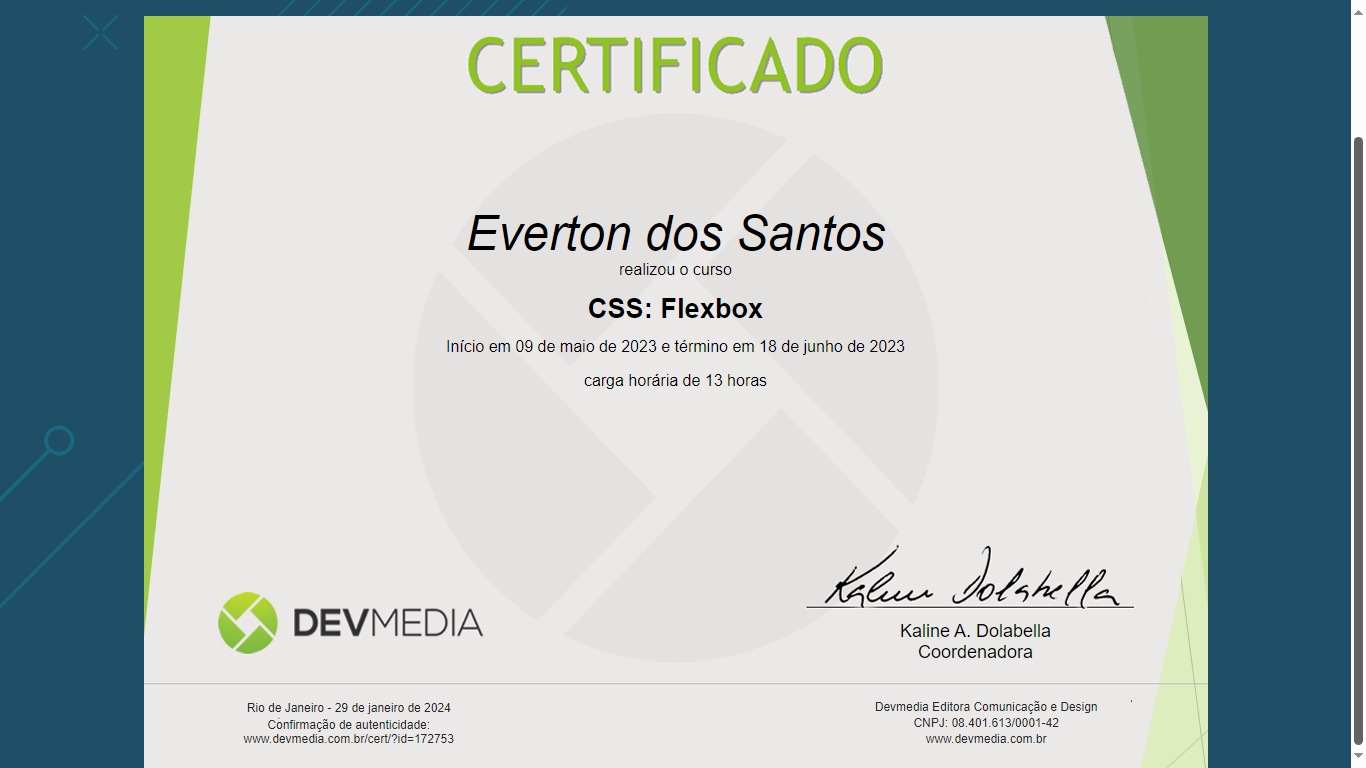 CERTIFICADO
Everton dos Santos
realizou o curso
CSS: Flexbox
Início em 09 de maio de 2023 e término em 18 de junho de 2023
carga horária de 13 horas
DEVMEDIA
Kaline Dolabella
Kaline A. Dolabella
Coordenadora
Rio de Janeiro - 29 de janeiro de 2024
Confirmação de autenticidade:
www.devmedia.com.br/cert/?id=172753
Devmedia Editora Comunicação e Design
CNPJ: 08.401.613/0001-42
www.devmedia.com.br